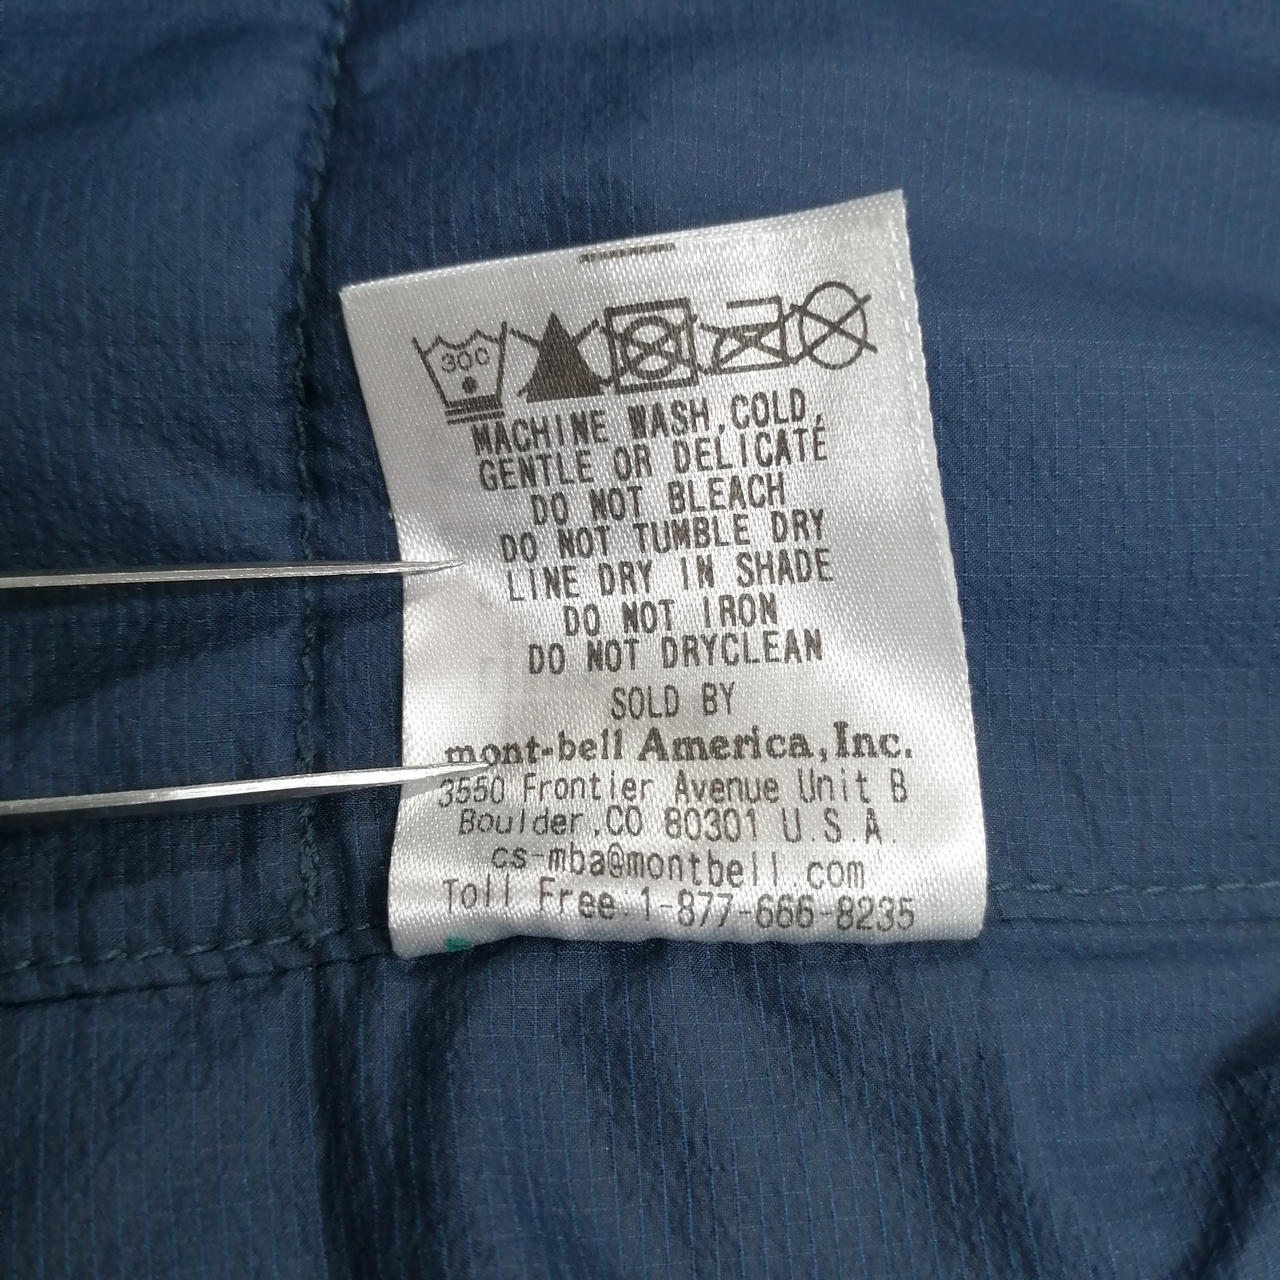 30C
MACHINE WASH,COLD,
GENTLE OR DELICATE
DO NOT BLEACH
DO NOT TUMBLE DRY
LINE DRY IN SHADE
DO NOT IRON
DO NOT DRYCLEAN
SOLD BY
mont-bell America,Inc.
3550 Frontier Avenue Unit B
Boulder,CO 80301 U.S.A.
cs-mba@montbell.com
Toll Free.1-877-666-8235